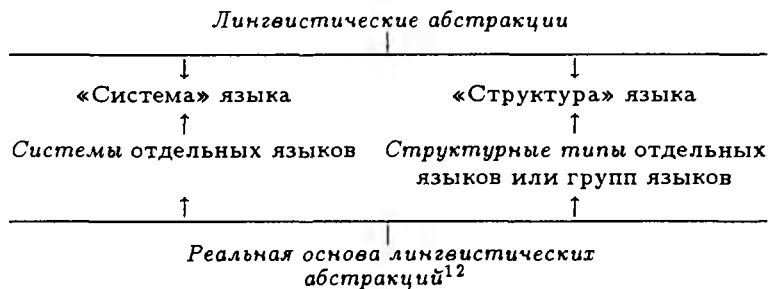 Лингвистические абстракции
↓ ↓
«Система» языка «Структура» языка
↑ ↑
Системы отдельных языков Структурные типы отдельных
языков или групп языков
↑ ↑
Реальная основа лингвистических
абстракций¹²